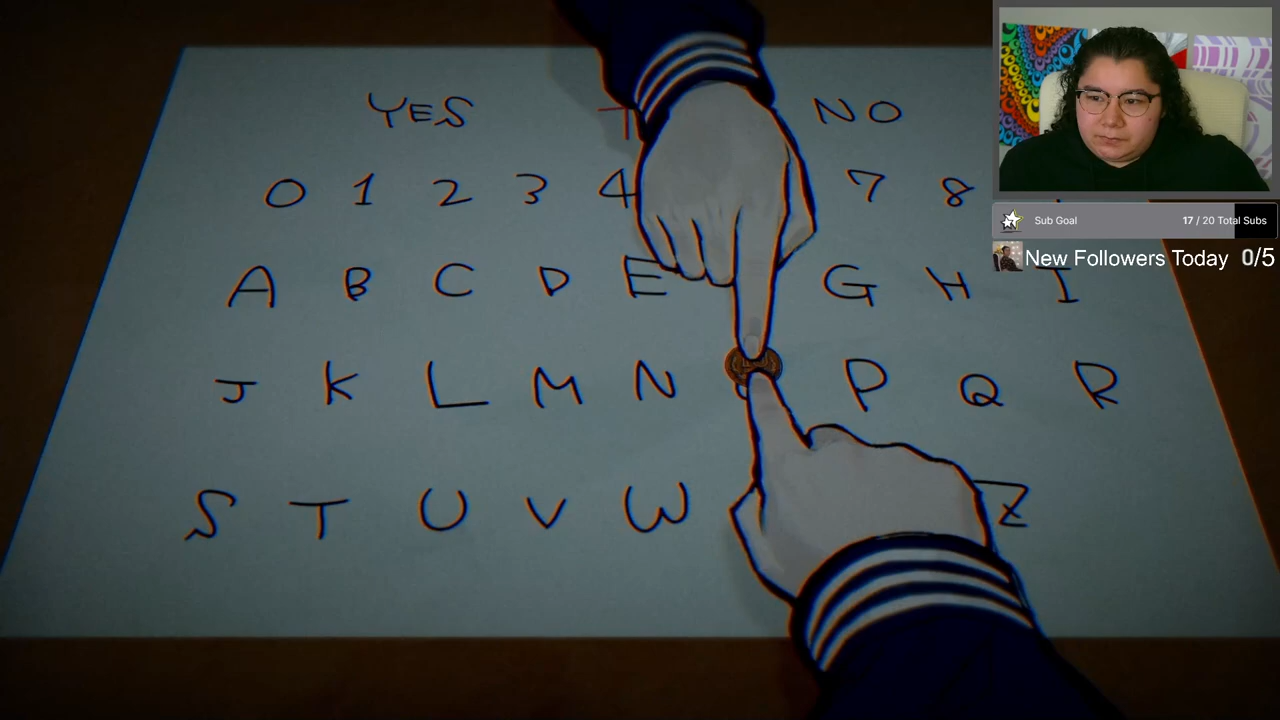 YES T NO
0 1 2 3 4 7 8
A B C D E G H I
J K L M N P Q R
S T U V W Z
Sub Goal 17 / 20 Total Subs
New Followers Today 0/5